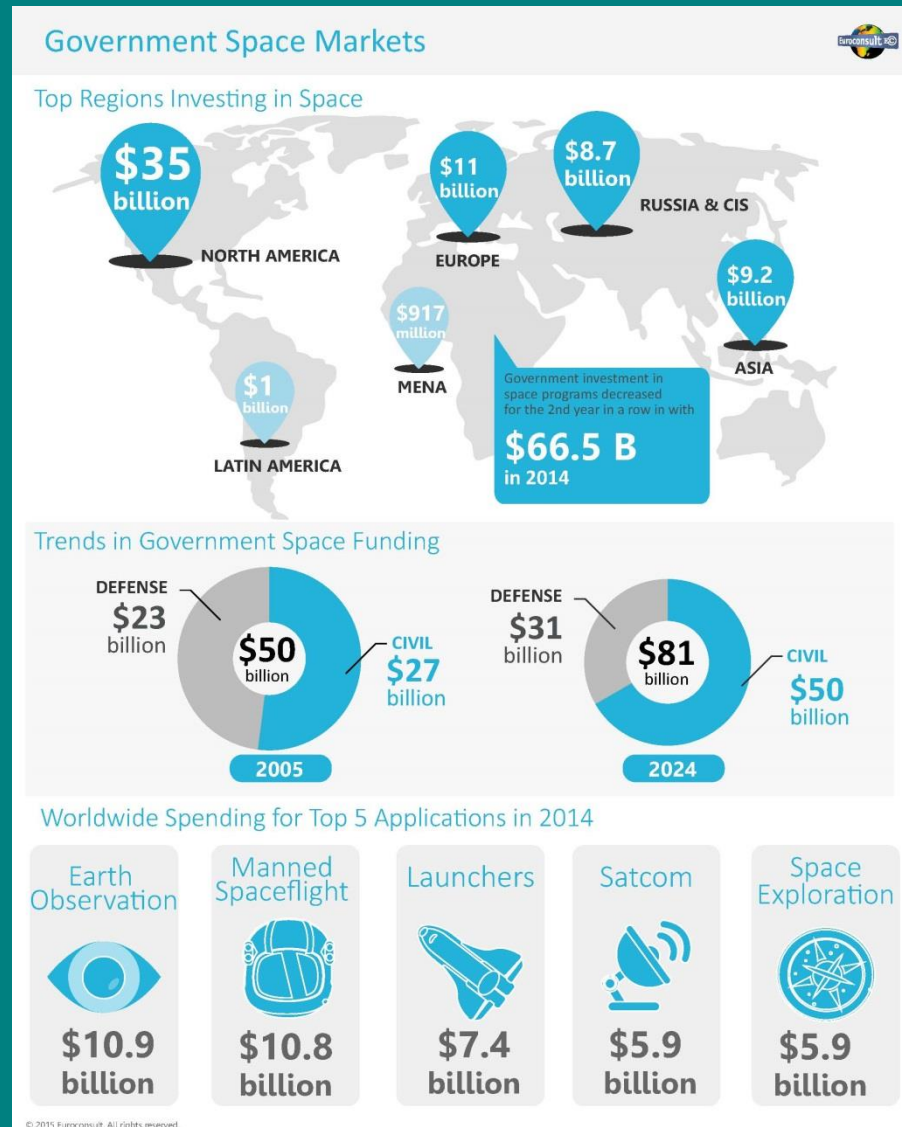 Government Space Markets
Euroconsult
Top Regions Investing in Space
$35
billion
NORTH AMERICA
$11
billion
EUROPE
$8.7
billion
RUSSIA & CIS
$9.2
billion
ASIA
$917
million
MENA
$1
billion
LATIN AMERICA
Government investment in
space programs decreased
for the 2nd year in a row in with
$66.5 B
in 2014
Trends in Government Space Funding
DEFENSE
$23
billion
$50
billion
CIVIL
$27
billion
2005
DEFENSE
$31
billion
$81
billion
CIVIL
$50
billion
2024
Worldwide Spending for Top 5 Applications in 2014
Earth
Observation
$10.9
billion
Manned
Spaceflight
$10.8
billion
Launchers
$7.4
billion
Satcom
$5.9
billion
Space
Exploration
$5.9
billion
© 2015 Euroconsult. All rights reserved.